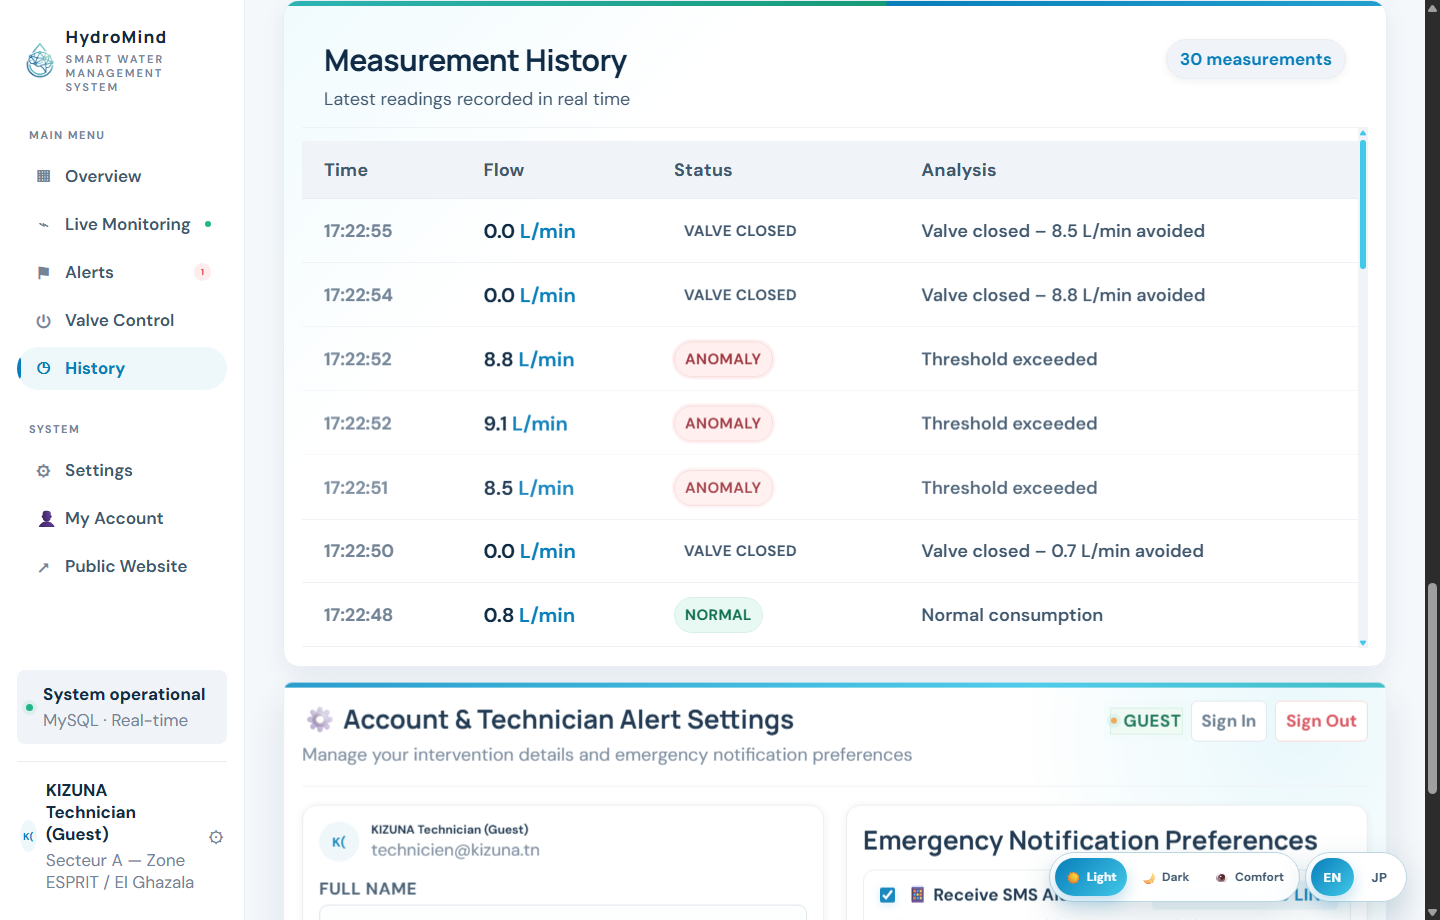 HydroMind
SMART WATER
MANAGEMENT
SYSTEM
MAIN MENU
Overview
Live Monitoring
Alerts 1
Valve Control
History
SYSTEM
Settings
My Account
Public Website
System operational
MySQL · Real-time
K(
KIZUNA
Technician
(Guest)
Secteur A — Zone
ESPRIT / El Ghazala
Measurement History
30 measurements
Latest readings recorded in real time
Time Flow Status Analysis
17:22:55 0.0 L/min VALVE CLOSED Valve closed – 8.5 L/min avoided
17:22:54 0.0 L/min VALVE CLOSED Valve closed – 8.8 L/min avoided
17:22:52 8.8 L/min ANOMALY Threshold exceeded
17:22:52 9.1 L/min ANOMALY Threshold exceeded
17:22:51 8.5 L/min ANOMALY Threshold exceeded
17:22:50 0.0 L/min VALVE CLOSED Valve closed – 0.7 L/min avoided
17:22:48 0.8 L/min NORMAL Normal consumption
Account & Technician Alert Settings
GUEST Sign In Sign Out
Manage your intervention details and emergency notification preferences
K(
KIZUNA Technician (Guest)
technicien@kizuna.tn
FULL NAME
Emergency Notification Preferences
Receive SMS
Light Dark Comfort EN JP